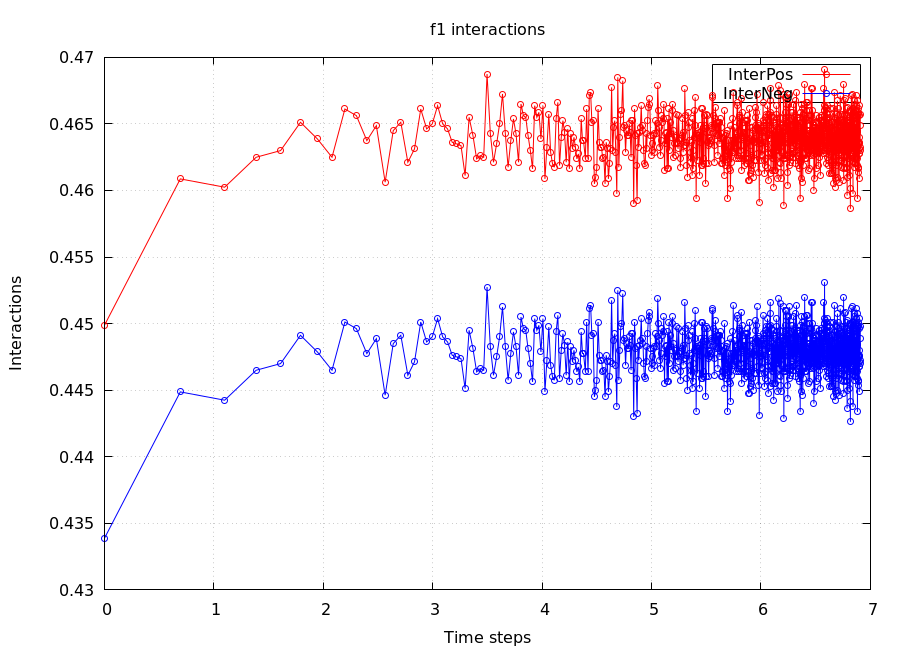 f1 interactions
0.47
InterPos
InterNeg
0.465
0.46
0.455
Interactions
0.45
0.445
0.44
0.435
0.43
0 1 2 3 4 5 6 7
Time steps